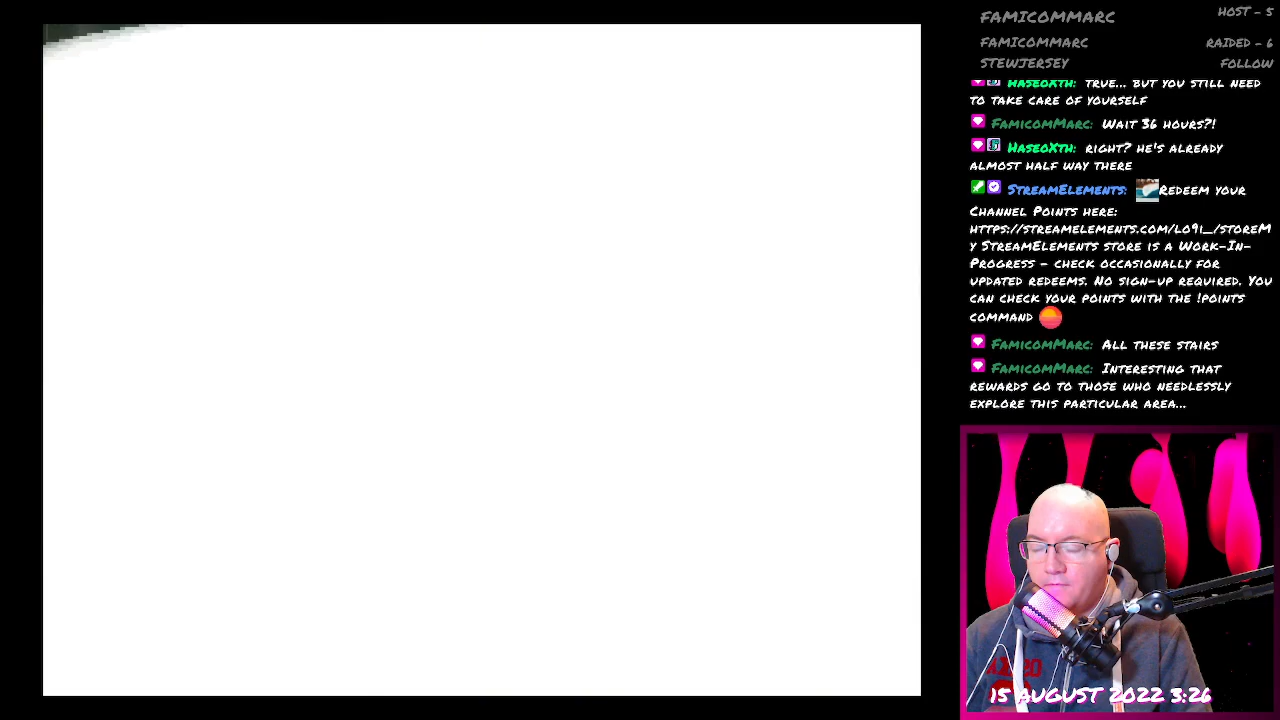 FAMICOMMARC HOST - 5
FAMICOMMARC RAIDED - 6
STEWJERSEY FOLLOW
HASEOXTH: TRUE... BUT YOU STILL NEED
TO TAKE CARE OF YOURSELF
FAMICOMMARC: WAIT 36 HOURS?!
HASEOXTH: RIGHT? HE'S ALREADY
ALMOST HALF WAY THERE
STREAMELEMENTS: REDEEM YOUR
CHANNEL POINTS HERE:
HTTPS://STREAMELEMENTS.COM/LO9I_/STOREM
Y STREAMELEMENTS STORE IS A WORK-IN-
PROGRESS - CHECK OCCASIONALLY FOR
UPDATED REDEEMS. NO SIGN-UP REQUIRED. YOU
CAN CHECK YOUR POINTS WITH THE !POINTS
COMMAND
FAMICOMMARC: ALL THESE STAIRS
FAMICOMMARC: INTERESTING THAT
REWARDS GO TO THOSE WHO NEEDLESSLY
EXPLORE THIS PARTICULAR AREA...
15 AUGUST 2022 3:26